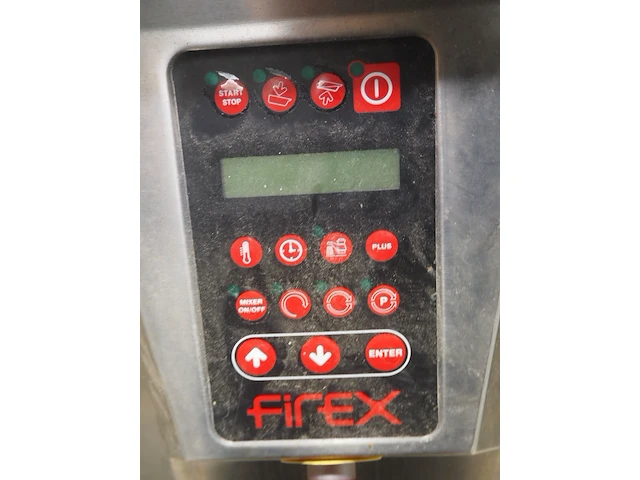 START
STOP
PLUS
MIXER
ON/OFF
P
ENTER
FIREX